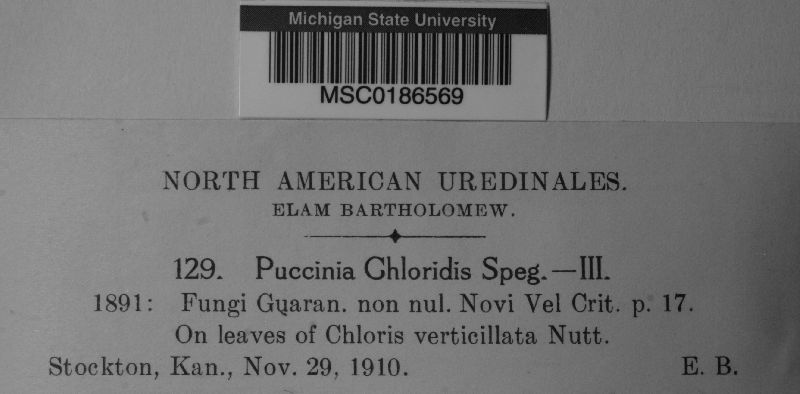 Michigan State University
MSC0186569
NORTH AMERICAN UREDINALES.
ELAM BARTHOLOMEW.
129. Puccinia Chloridis Speg.—III.
1891: Fungi Guaran. non nul. Novi Vel Crit. p. 17.
On leaves of Chloris verticillata Nutt.
Stockton, Kan., Nov. 29, 1910. E. B.